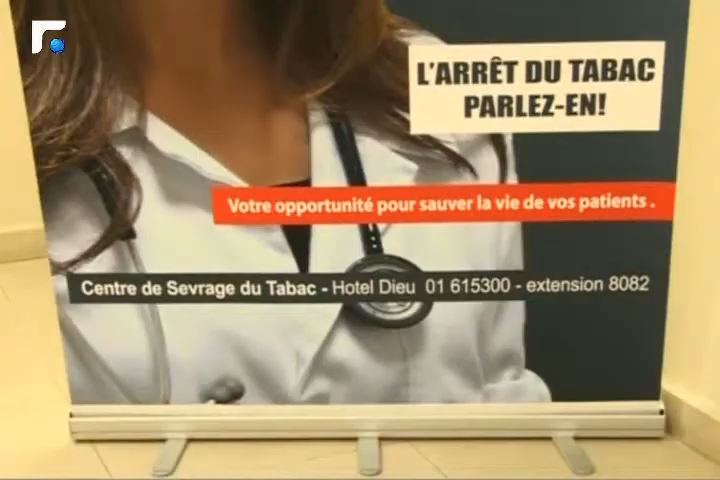 L'ARRÊT DU TABAC
PARLEZ-EN!
Votre opportunité pour sauver la vie de vos patients .
Centre de Sevrage du Tabac - Hotel Dieu 01 615300 - extension 8082